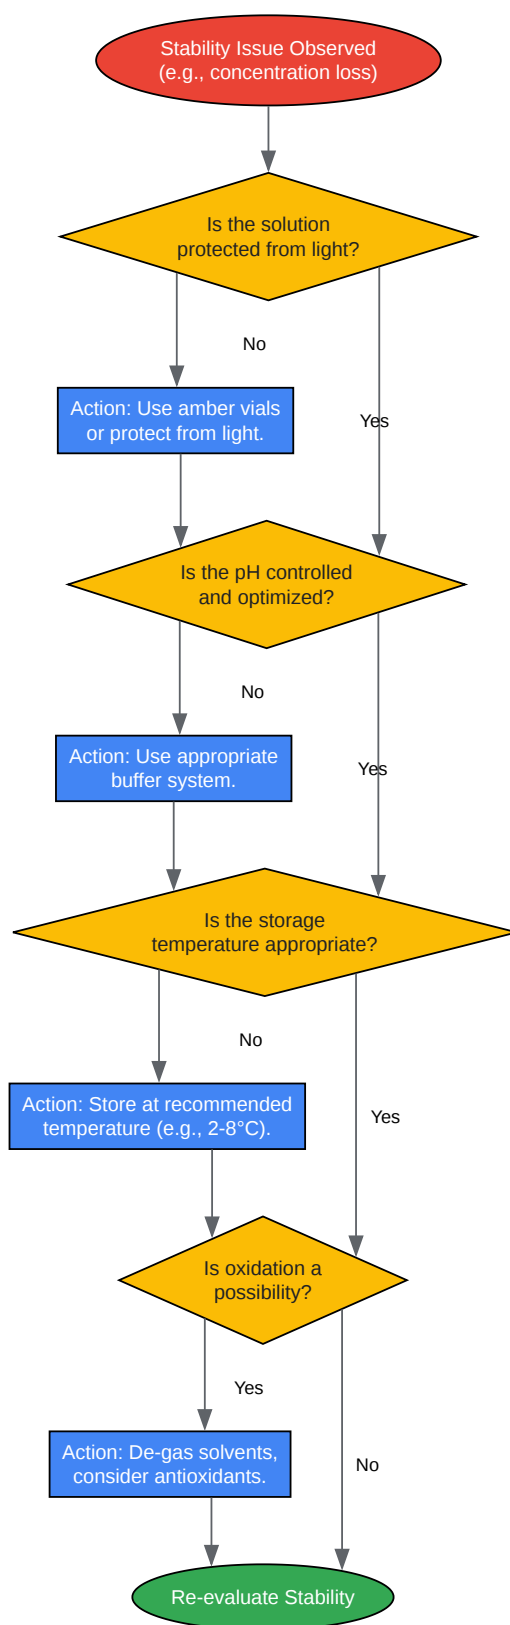 Stability Issue Observed
(e.g., concentration loss)
Is the solution
protected from light?
No
Action: Use amber vials
or protect from light.
Yes
Is the pH controlled
and optimized?
No
Action: Use appropriate
buffer system.
Yes
Is the storage
temperature appropriate?
No
Action: Store at recommended
temperature (e.g., 2-8°C).
Yes
Is oxidation a
possibility?
Yes
Action: De-gas solvents,
consider antioxidants.
No
Re-evaluate Stability